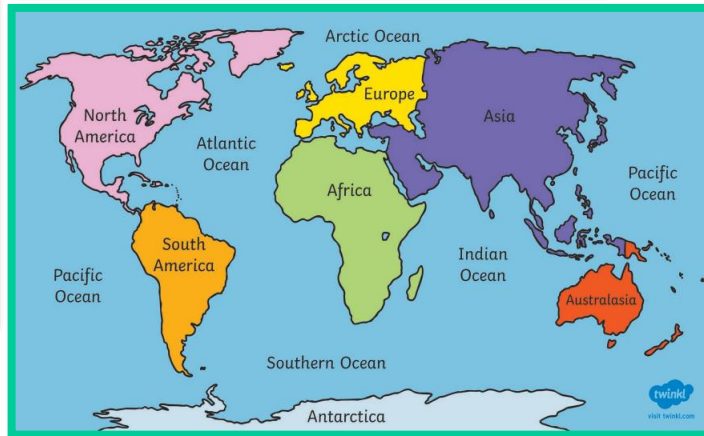 Arctic Ocean
North
America
Europe
Asia
Atlantic
Ocean
Pacific
Ocean
Africa
South
America
Indian
Ocean
Pacific
Ocean
Australasia
Southern Ocean
twinkl
visit twinkl.com
Antarctica